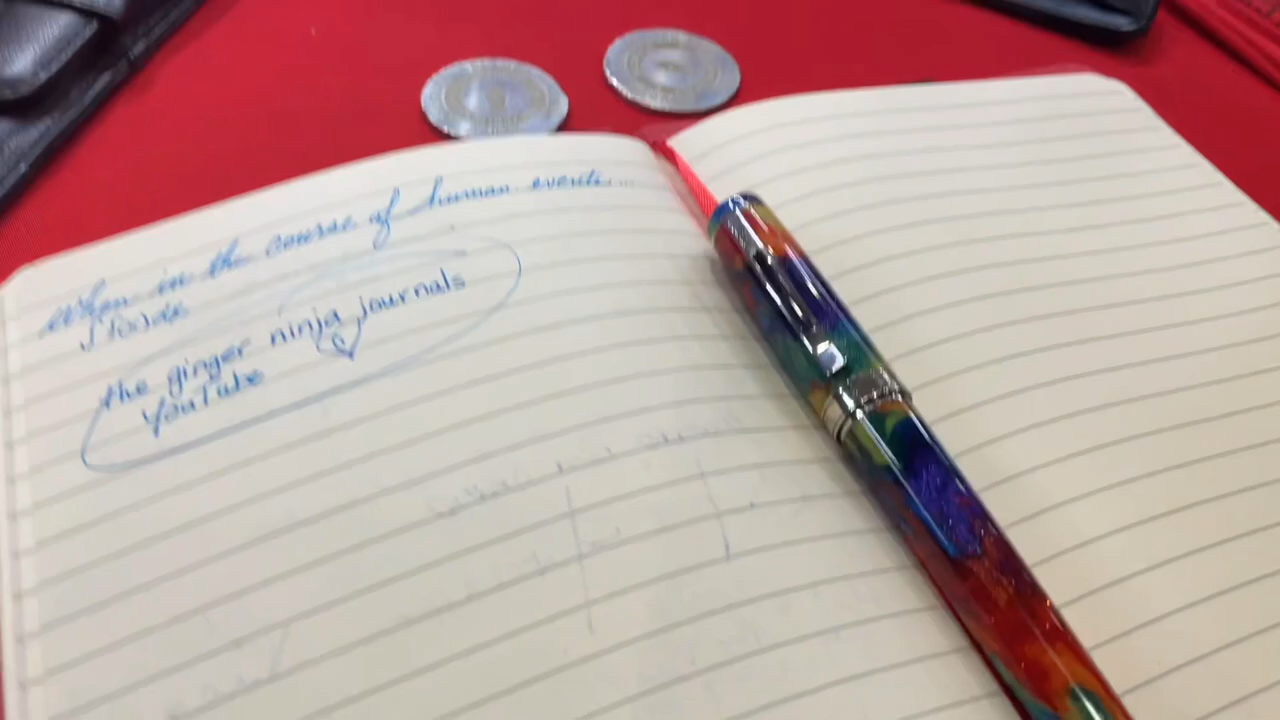 When in the course of human events...
the ginger ninja journals
YouTube